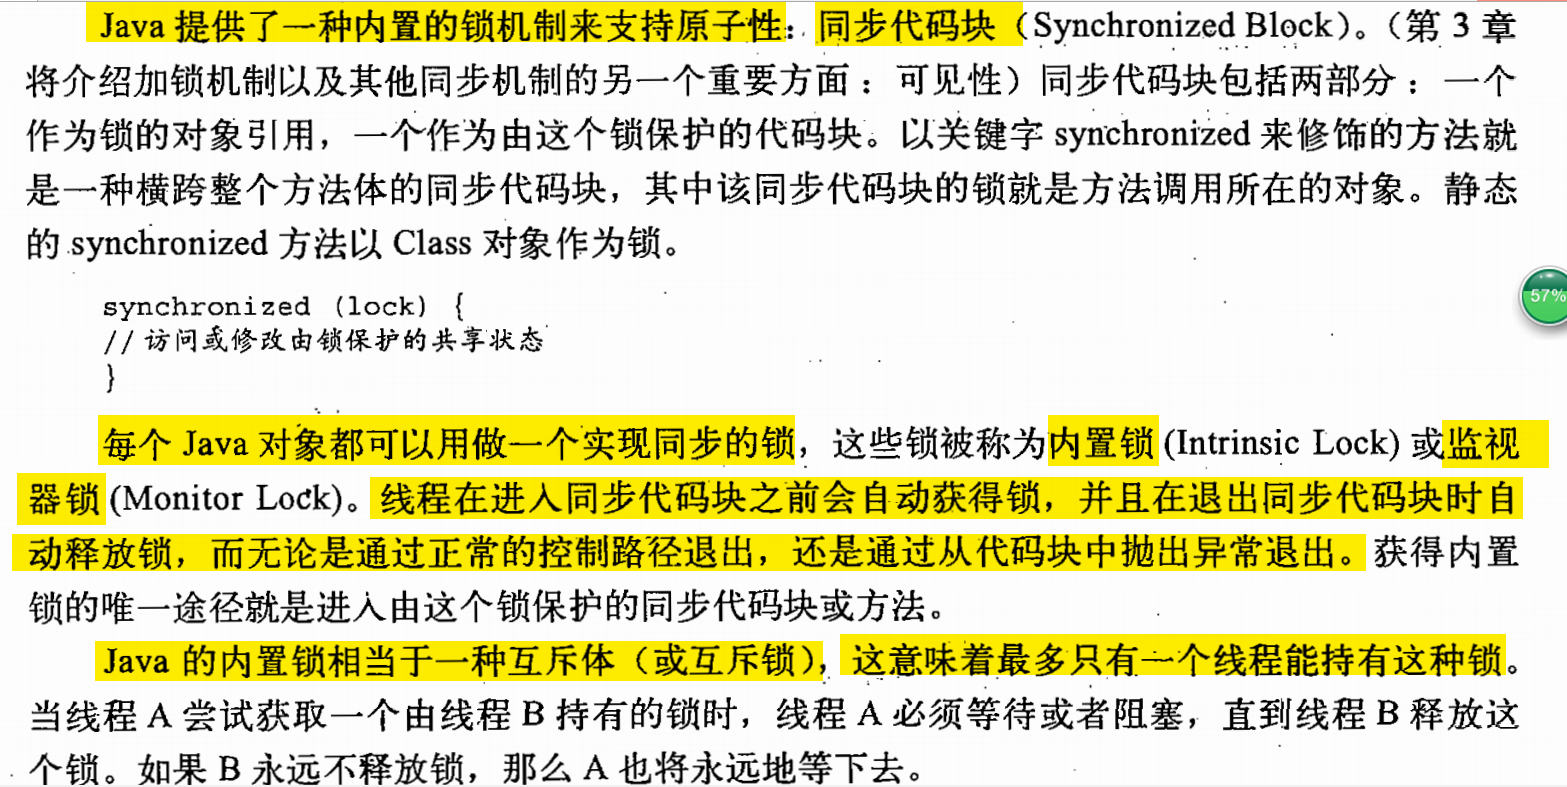 Java 提供了一种内置的锁机制来支持原子性：同步代码块（Synchronized Block）。（第 3 章
将介绍加锁机制以及其他同步机制的另一个重要方面：可见性）同步代码块包括两部分：一个
作为锁的对象引用，一个作为由这个锁保护的代码块。以关键字 synchronized 来修饰的方法就
是一种横跨整个方法体的同步代码块，其中该同步代码块的锁就是方法调用所在的对象。静态
的 synchronized 方法以 Class 对象作为锁。
synchronized (lock) {
57%
// 访问或修改由锁保护的共享状态
}
每个 Java 对象都可以用做一个实现同步的锁，这些锁被称为内置锁 (Intrinsic Lock) 或监视
器锁 (Monitor Lock)。线程在进入同步代码块之前会自动获得锁，并且在退出同步代码块时自
动释放锁，而无论是通过正常的控制路径退出，还是通过从代码块中抛出异常退出。获得内置
锁的唯一途径就是进入由这个锁保护的同步代码块或方法。
Java 的内置锁相当于一种互斥体（或互斥锁），这意味着最多只有一个线程能持有这种锁。
当线程 A 尝试获取一个由线程 B 持有的锁时，线程 A 必须等待或者阻塞，直到线程 B 释放这
个锁。如果 B 永远不释放锁，那么 A 也将永远地等下去。